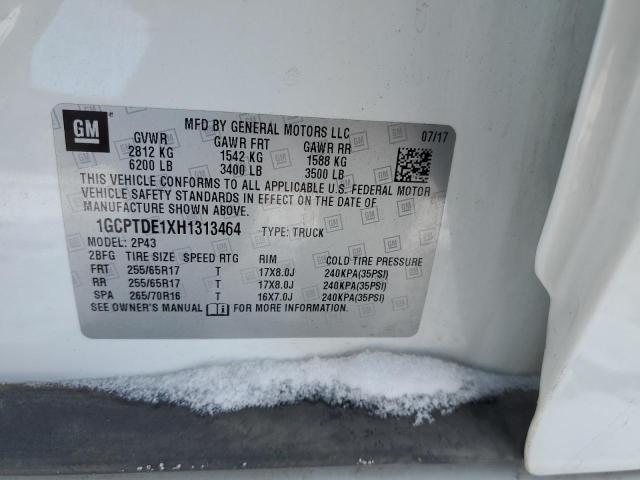 GM
MFD BY GENERAL MOTORS LLC 07/17
GVWR GAWR FRT GAWR RR
2812 KG 1542 KG 1588 KG
6200 LB 3400 LB 3500 LB
THIS VEHICLE CONFORMS TO ALL APPLICABLE U.S. FEDERAL MOTOR
VEHICLE SAFETY STANDARDS IN EFFECT ON THE DATE OF
MANUFACTURE SHOWN ABOVE.
1GCPTDE1XH1313464 TYPE: TRUCK
MODEL: 2P43
2BFG TIRE SIZE SPEED RTG RIM COLD TIRE PRESSURE
FRT 255/65R17 T 17X8.0J 240KPA(35PSI)
RR 255/65R17 T 17X8.0J 240KPA(35PSI)
SPA 265/70R16 T 16X7.0J 240KPA(35PSI)
SEE OWNER'S MANUAL FOR MORE INFORMATION.